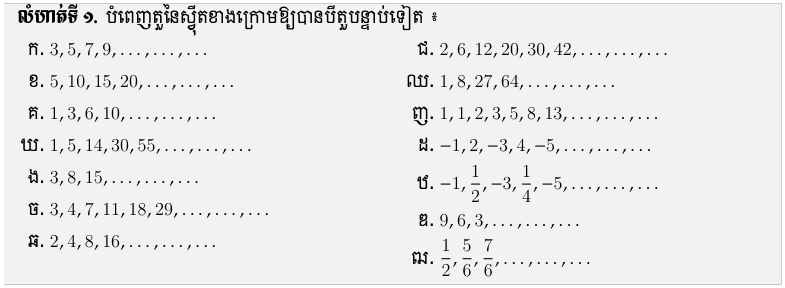 លំហាត់ទី ១. បំពេញតួនៃស្វ៊ីតខាងក្រោមឱ្យបានបីតួបន្ទាប់ទៀត ៖
ក. 3, 5, 7, 9, . . . , . . . , . . .
ខ. 5, 10, 15, 20, . . . , . . . , . . .
គ. 1, 3, 6, 10, . . . , . . . , . . .
ឃ. 1, 5, 14, 30, 55, . . . , . . . , . . .
ង. 3, 8, 15, . . . , . . . , . . .
ច. 3, 4, 7, 11, 18, 29, . . . , . . . , . . .
ឆ. 2, 4, 8, 16, . . . , . . . , . . .
ជ. 2, 6, 12, 20, 30, 42, . . . , . . . , . . .
ឈ. 1, 8, 27, 64, . . . , . . . , . . .
ញ. 1, 1, 2, 3, 5, 8, 13, . . . , . . . , . . .
ដ. −1, 2, −3, 4, −5, . . . , . . . , . . .
ឋ. −1, 1/2, −3, 1/4, −5, . . . , . . . , . . .
ឌ. 9, 6, 3, . . . , . . . , . . .
ឍ. 1/2, 5/6, 7/6, . . . , . . . , . . .